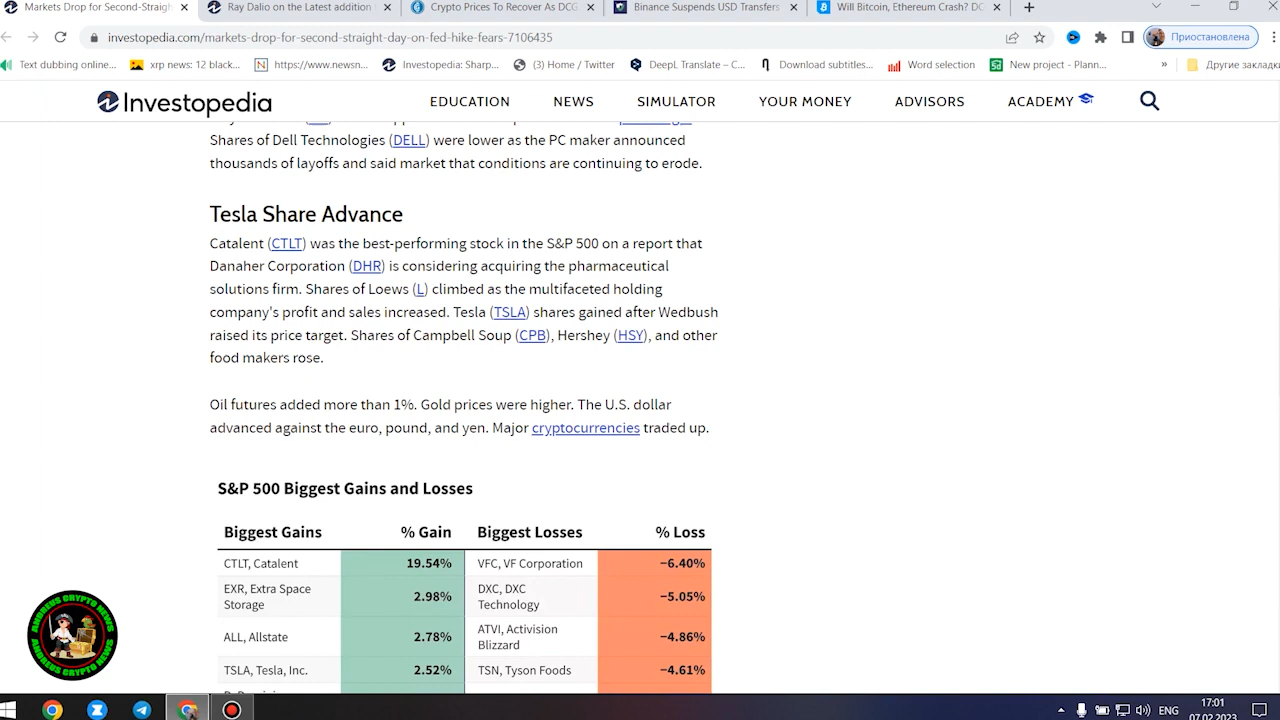 Markets Drop for Second-Straigh
Ray Dalio on the Latest addition
Crypto Prices To Recover As DCG
Binance Suspends USD Transfers
Will Bitcoin, Ethereum Crash? DC
investopedia.com/markets-drop-for-second-straight-day-on-fed-hike-fears-7106435
Приостановлена
Text dubbing online...
xrp news: 12 black...
https://www.newsn...
Investopedia: Sharp...
(3) Home / Twitter
DeepL Translate – C...
Download subtitles...
Word selection
New project - Plann...
»
Другие закладки
Investopedia
EDUCATION
NEWS
SIMULATOR
YOUR MONEY
ADVISORS
ACADEMY
Shares of Dell Technologies (DELL) were lower as the PC maker announced
thousands of layoffs and said market that conditions are continuing to erode.
Tesla Share Advance
Catalent (CTLT) was the best-performing stock in the S&P 500 on a report that
Danaher Corporation (DHR) is considering acquiring the pharmaceutical
solutions firm. Shares of Loews (L) climbed as the multifaceted holding
company's profit and sales increased. Tesla (TSLA) shares gained after Wedbush
raised its price target. Shares of Campbell Soup (CPB), Hershey (HSY), and other
food makers rose.
Oil futures added more than 1%. Gold prices were higher. The U.S. dollar
advanced against the euro, pound, and yen. Major cryptocurrencies traded up.
S&P 500 Biggest Gains and Losses
Biggest Gains % Gain Biggest Losses % Loss
CTLT, Catalent 19.54% VFC, VF Corporation −6.40%
EXR, Extra Space
Storage
2.98%
DXC, DXC
Technology
−5.05%
ALL, Allstate 2.78%
ATVI, Activision
Blizzard
−4.86%
TSLA, Tesla, Inc. 2.52% TSN, Tyson Foods −4.61%
ANDREUS CRYPTO NEWS
ANDREUS CRYPTO NEWS
ENG
17:01
07.02.2023